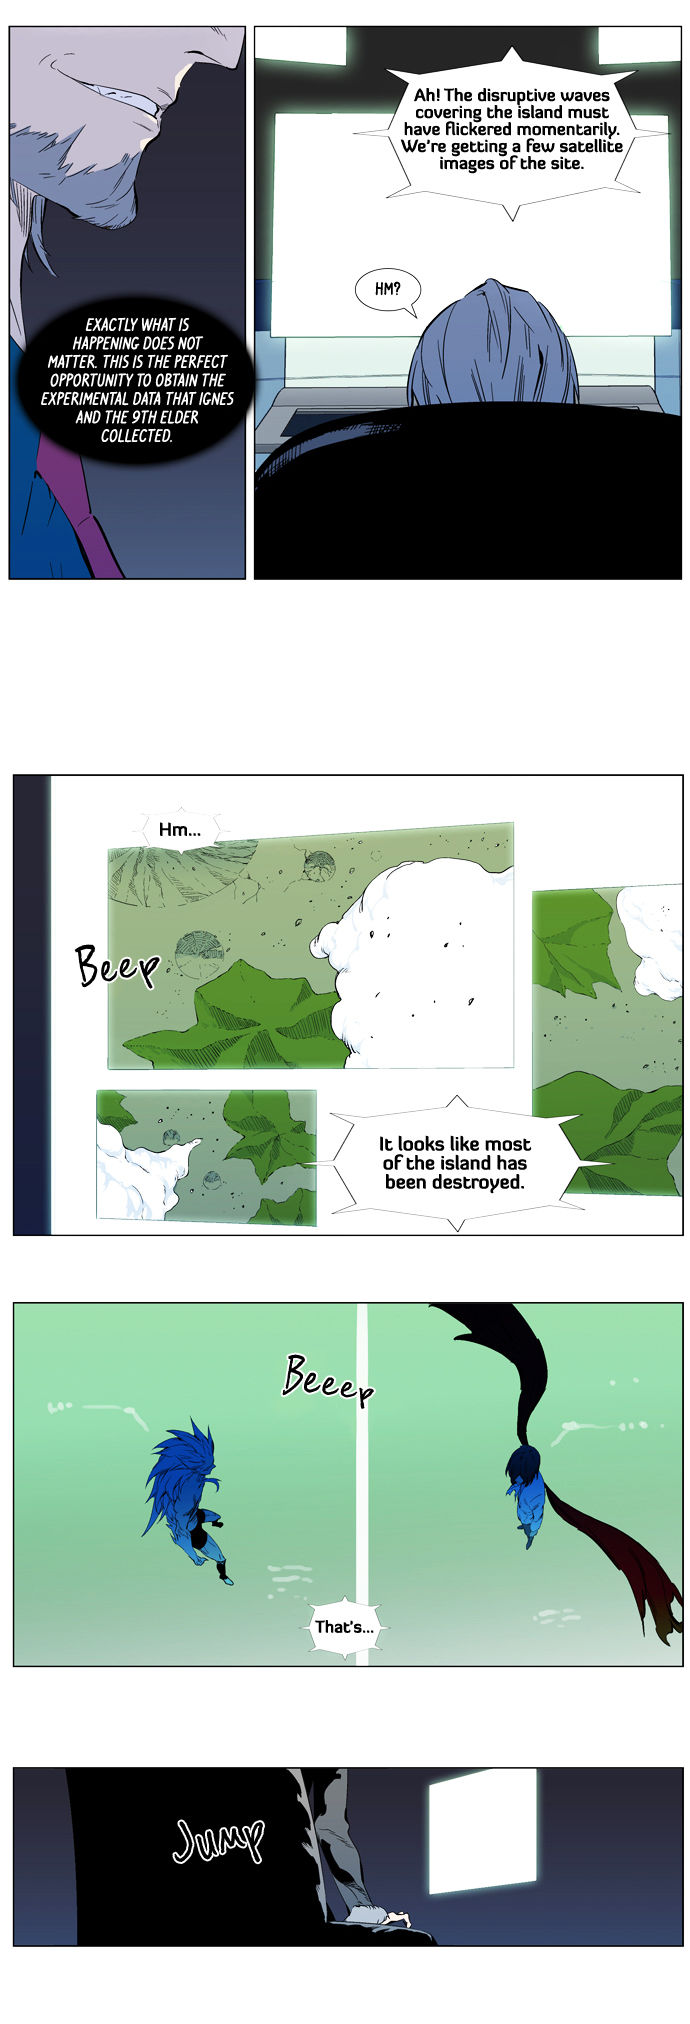 EXACTLY WHAT IS
HAPPENING DOES NOT
MATTER. THIS IS THE PERFECT
OPPORTUNITY TO OBTAIN THE
EXPERIMENTAL DATA THAT IGNES
AND THE 9TH ELDER
COLLECTED.
Ah! The disruptive waves
covering the island must
have flickered momentarily.
We're getting a few satellite
images of the site.
HM?
Hm...
Beep
It looks like most
of the island has
been destroyed.
Beeep
That's...
Jump